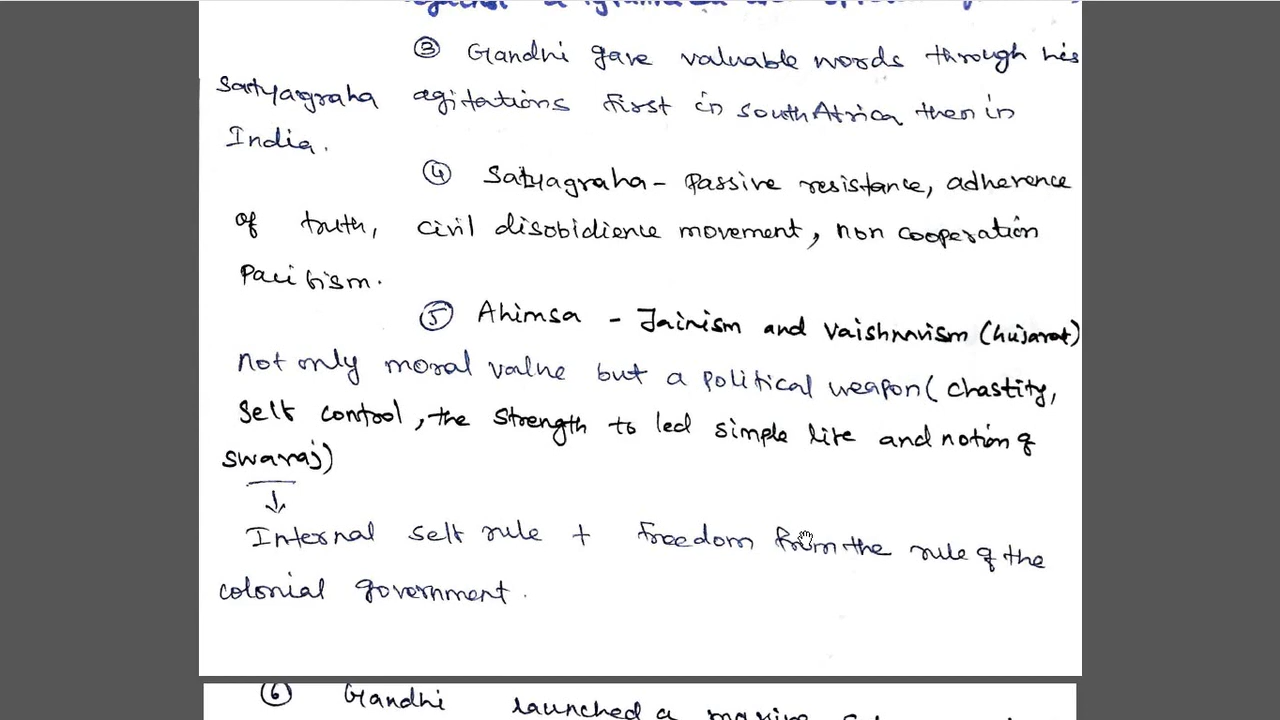 ③ Gandhi gave valuable words through his
Satyagraha agitations first in South Africa then in
India.
④ Satyagraha - Passive resistance, adherence
of truth, civil disobidience movement, non cooperation
Pacifism.
⑤ Ahimsa - Jainism and Vaishnavism (Gujarat)
not only moral value but a political weapon (chastity,
self control, the strength to led simple life and notion of
swaraj)
↓
Internal self rule + freedom from the rule of the
colonial government.
⑥ Gandhi launched a